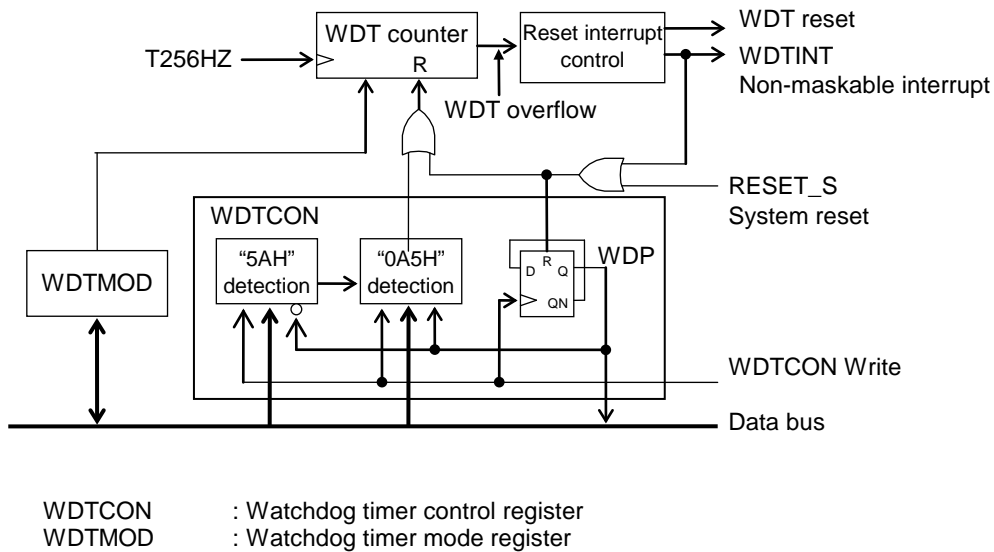 WDT reset
WDT counter
Reset interrupt
control
T256HZ
R
WDTINT
Non-maskable interrupt
WDT overflow
RESET_S
System reset
WDTCON
WDP
WDTMOD
“5AH”
detection
“0A5H”
detection
R
D
Q
QN
WDTCON Write
Data bus
WDTCON : Watchdog timer control register
WDTMOD : Watchdog timer mode register